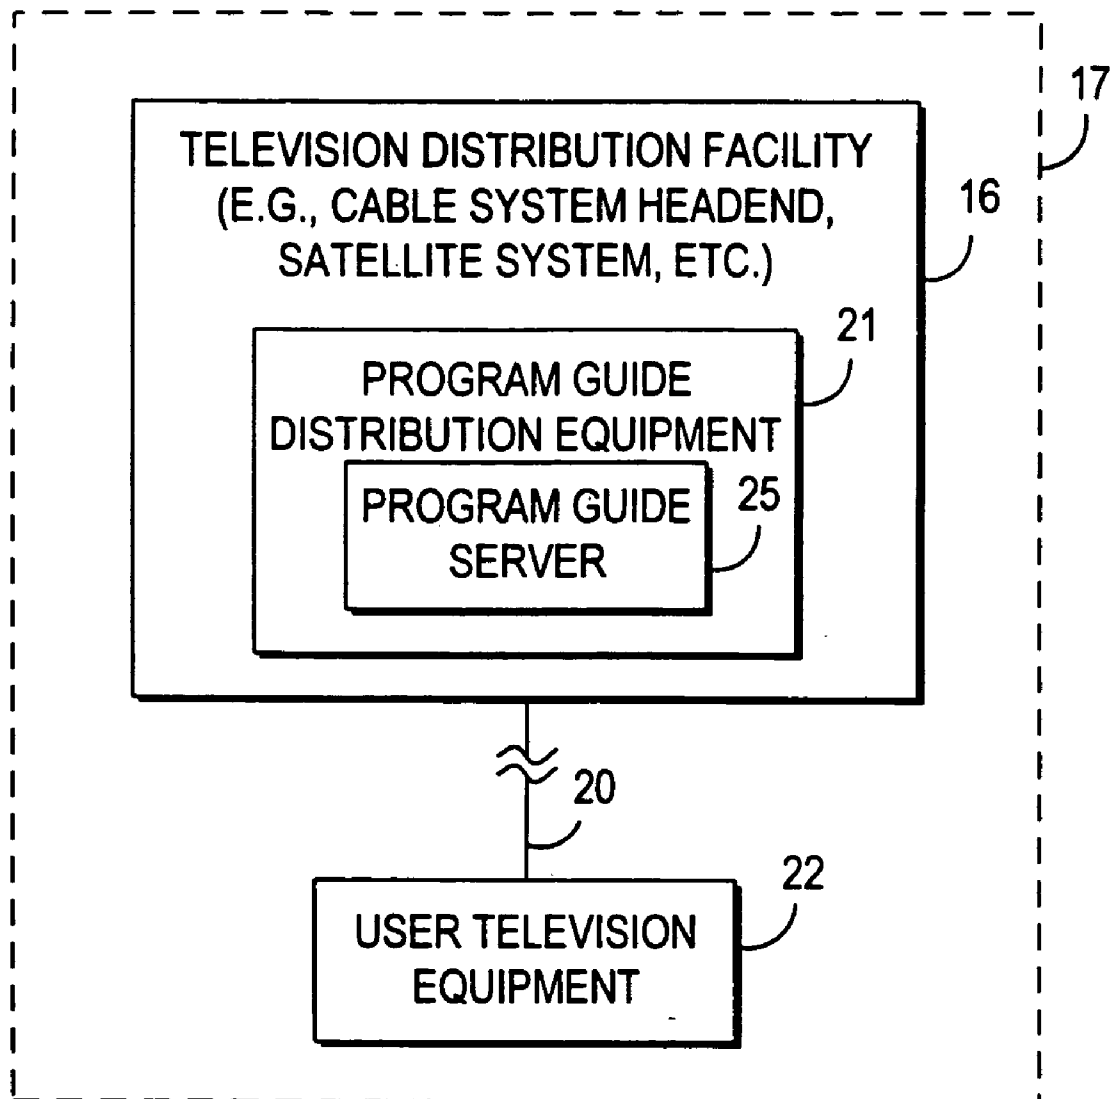 17
TELEVISION DISTRIBUTION FACILITY
(E.G., CABLE SYSTEM HEADEND,
SATELLITE SYSTEM, ETC.)
16
21
PROGRAM GUIDE
DISTRIBUTION EQUIPMENT
PROGRAM GUIDE
SERVER
25
20
22
USER TELEVISION
EQUIPMENT